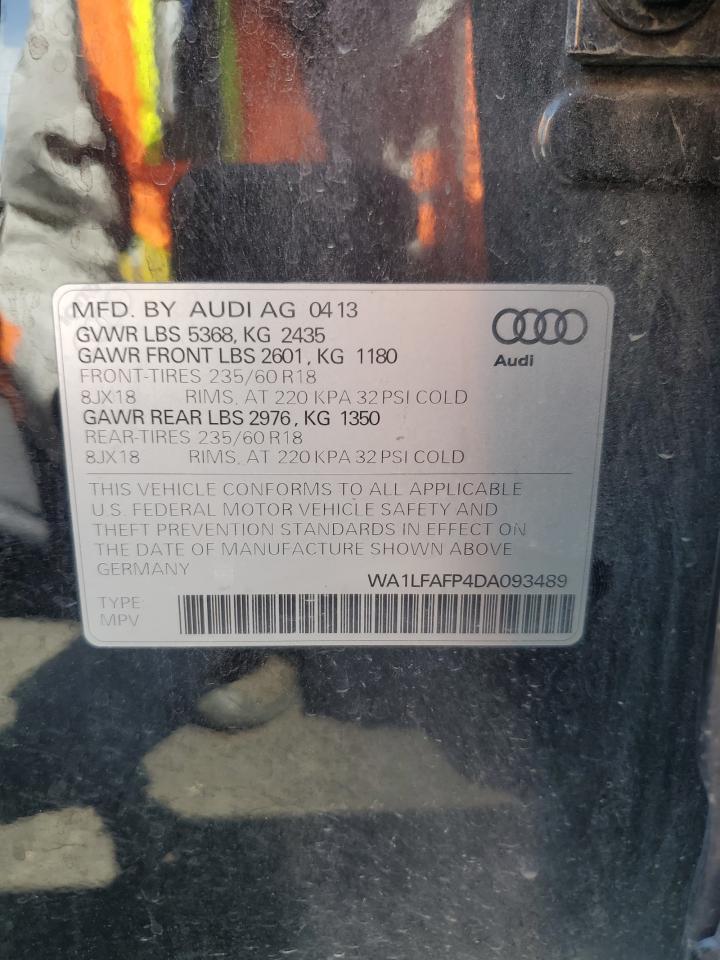 MFD. BY AUDI AG 0413
GVWR LBS 5368, KG 2435
GAWR FRONT LBS 2601, KG 1180
FRONT-TIRES 235/60 R18
8JX18 RIMS, AT 220 KPA 32 PSI COLD
GAWR REAR LBS 2976, KG 1350
REAR-TIRES 235/60 R18
8JX18 RIMS, AT 220 KPA 32 PSI COLD
Audi
THIS VEHICLE CONFORMS TO ALL APPLICABLE
U.S. FEDERAL MOTOR VEHICLE SAFETY AND
THEFT PREVENTION STANDARDS IN EFFECT ON
THE DATE OF MANUFACTURE SHOWN ABOVE
GERMANY
WA1LFAFP4DA093489
TYPE:
MPV